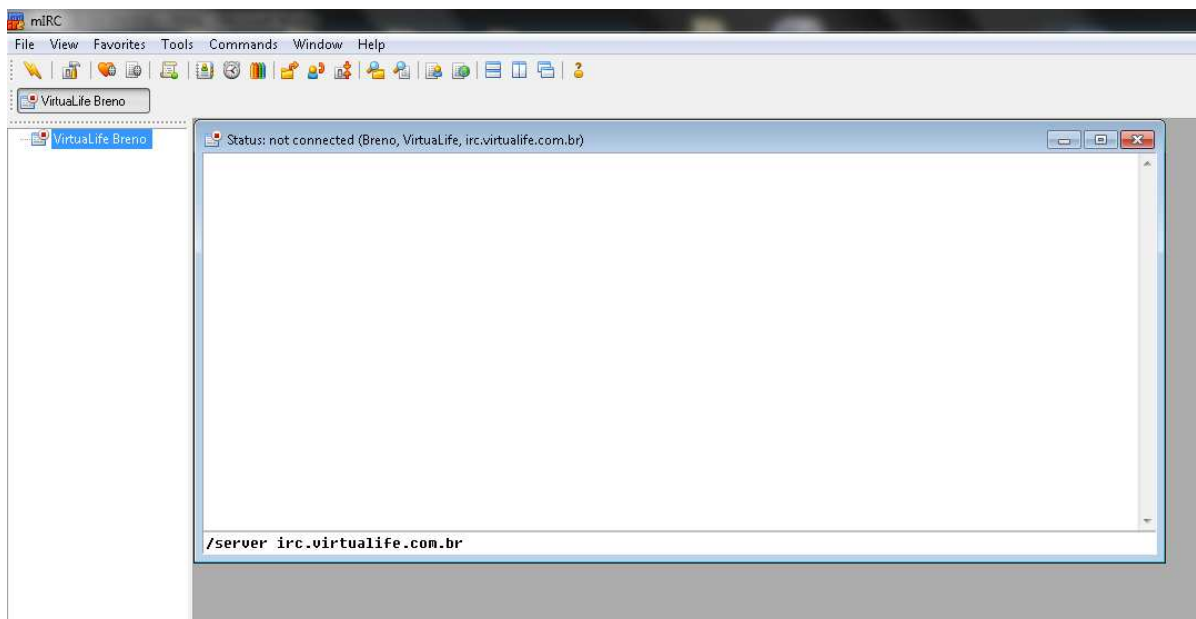 mIRC
File View Favorites Tools Commands Window Help
VirtuaLife Breno
VirtuaLife Breno
Status: not connected (Breno, VirtuaLife, irc.virtualife.com.br)
/server irc.virtualife.com.br